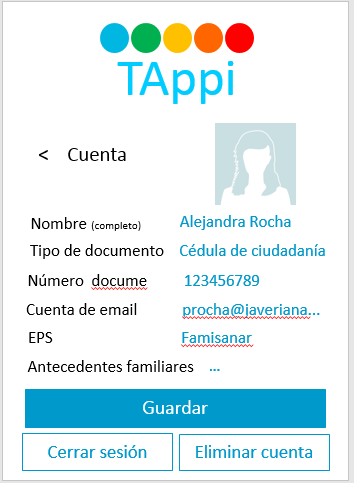 TAppi
< Cuenta
Nombre (completo) Alejandra Rocha
Tipo de documento Cédula de ciudadanía
Número docume 123456789
Cuenta de email procha@javeriana...
EPS Famisanar
Antecedentes familiares ...
Guardar
Cerrar sesión Eliminar cuenta